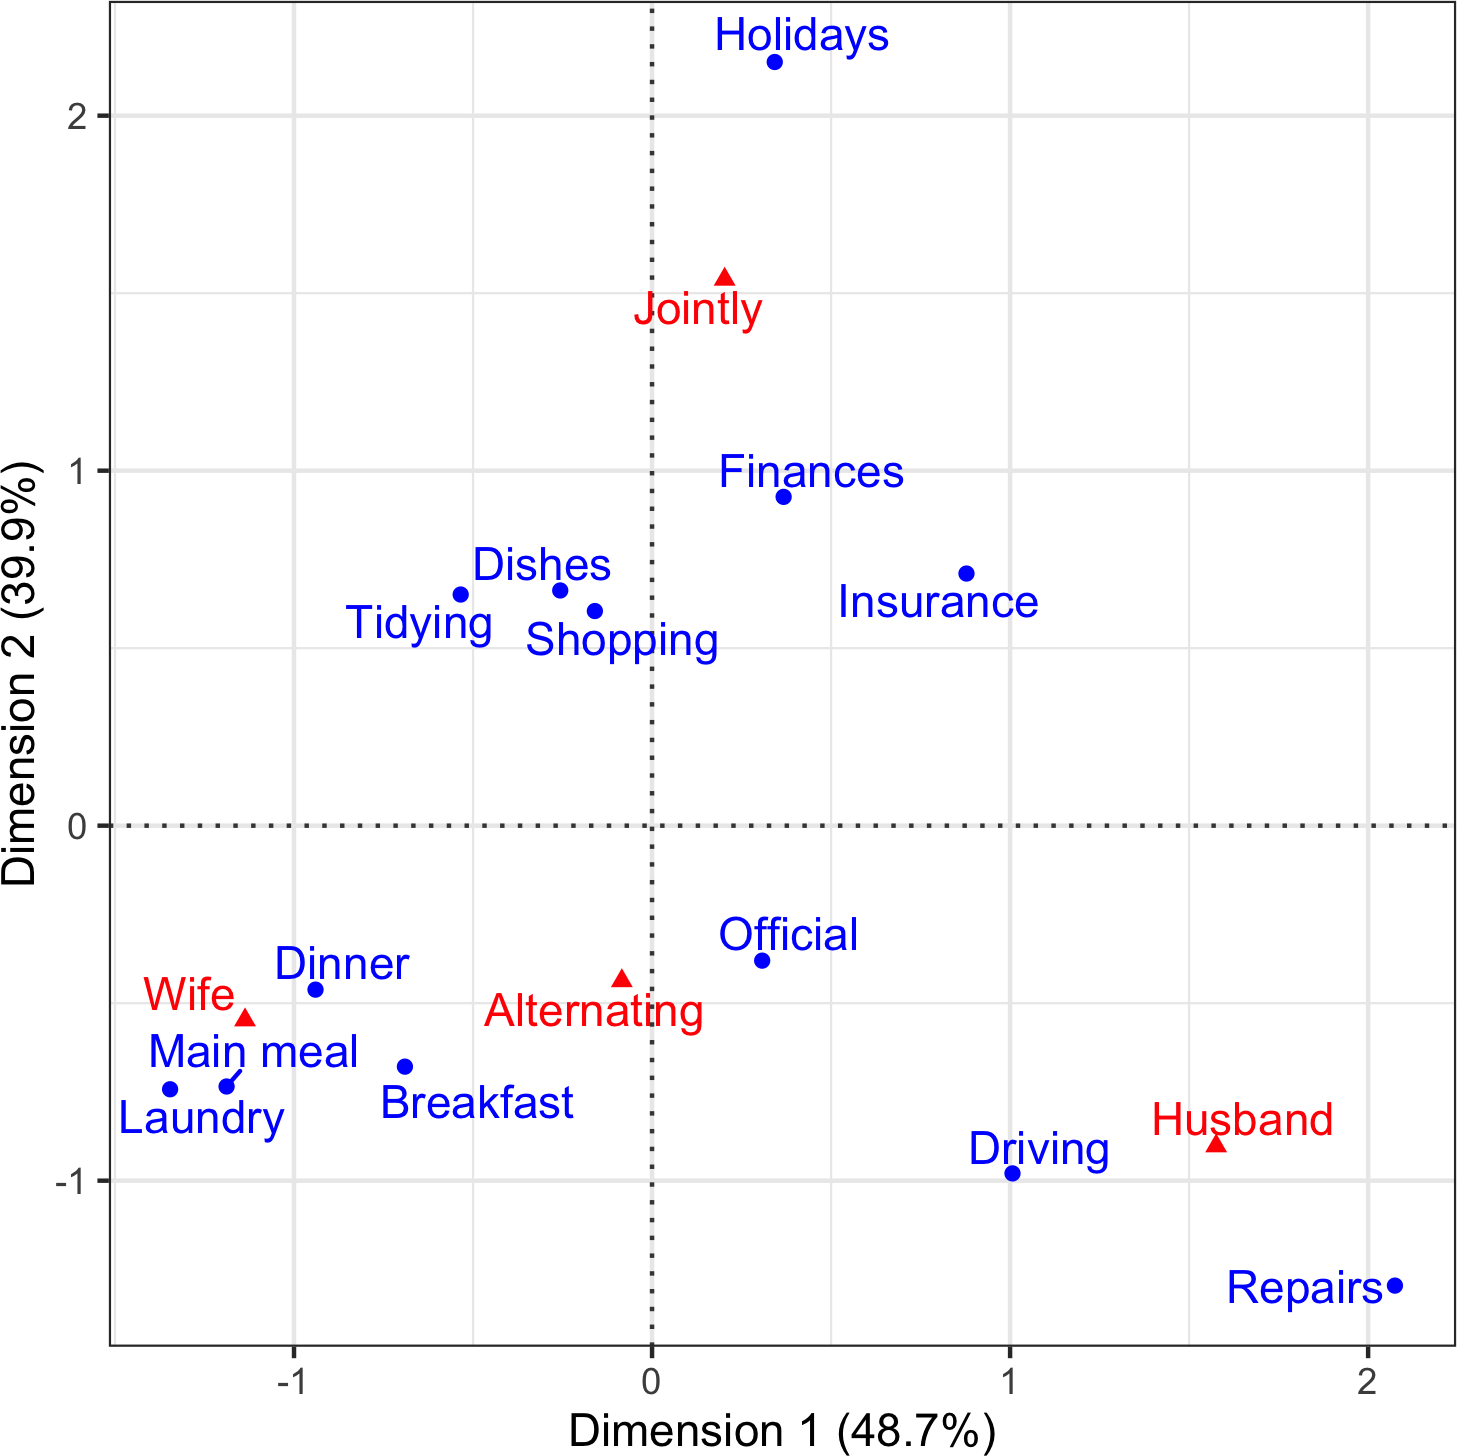 Holidays
2
Jointly
Finances
1
Dishes
Insurance
Tidying
Shopping
Dimension 2 (39.9%)
0
Official
Dinner
Wife
Alternating
Main meal
Breakfast
Laundry
Husband
Driving
-1
Repairs
-1
0
1
2
Dimension 1 (48.7%)